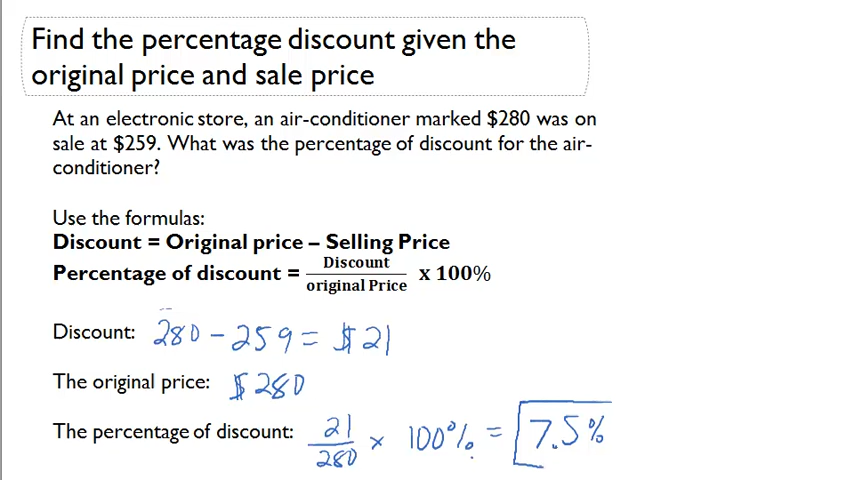 Find the percentage discount given the
original price and sale price
At an electronic store, an air-conditioner marked $280 was on
sale at $259. What was the percentage of discount for the air-
conditioner?
Use the formulas:
Discount = Original price – Selling Price
Percentage of discount = Discount / original Price x 100%
Discount: 280 - 259 = $21
The original price: $280
The percentage of discount: 21 / 280 × 100% = 7.5%